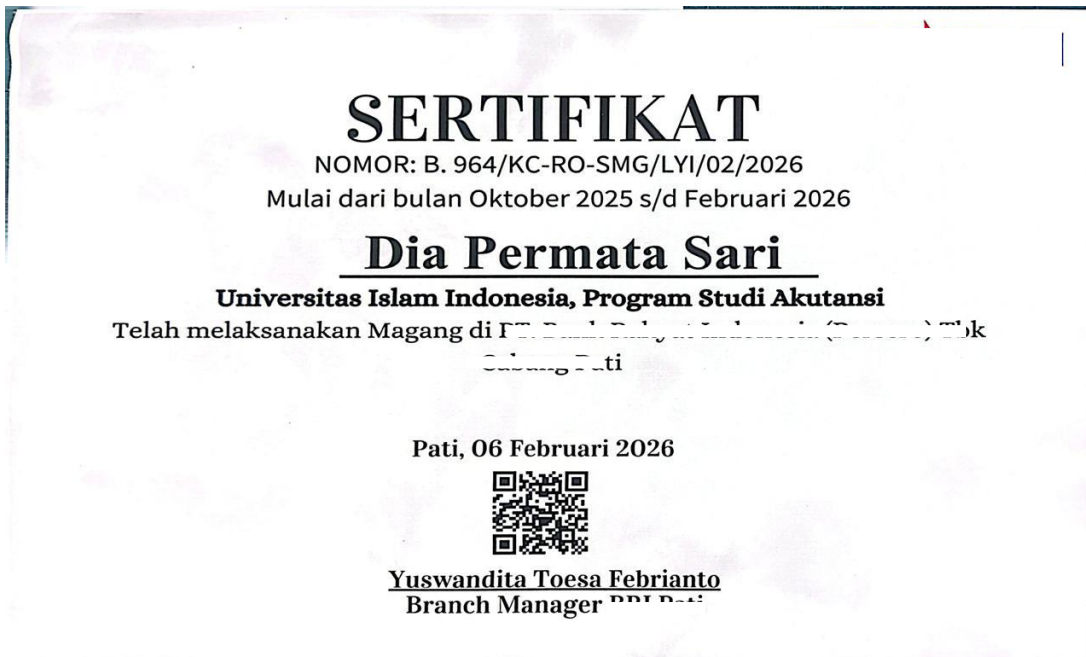 SERTIFIKAT
NOMOR: B. 964/KC-RO-SMG/LYI/02/2026
Mulai dari bulan Oktober 2025 s/d Februari 2026
Dia Permata Sari
Universitas Islam Indonesia, Program Studi Akutansi
Telah melaksanakan Magang di
Pati, 06 Februari 2026
Yuswandita Toesa Febrianto
Branch Manager